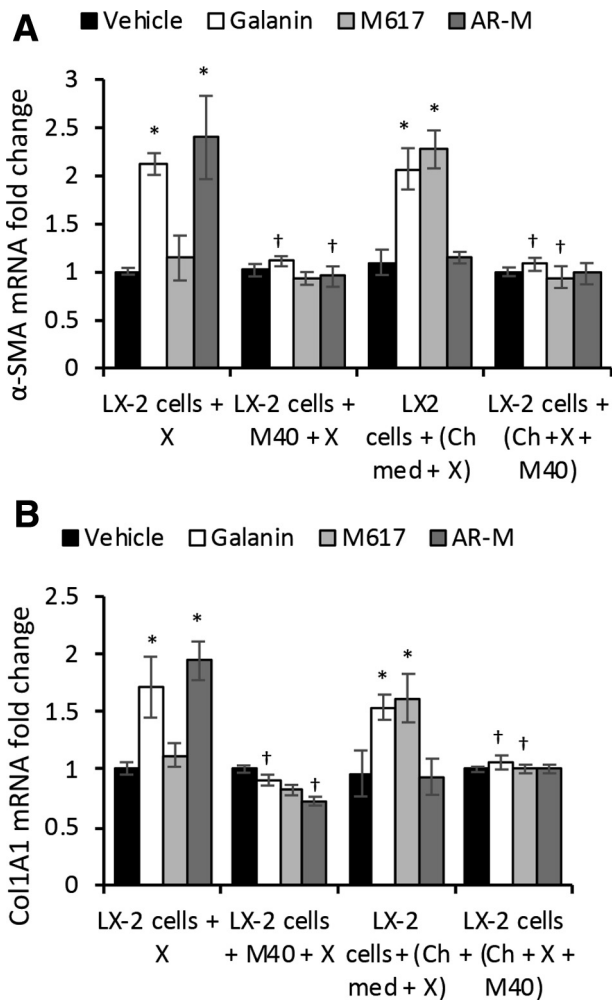 A
Vehicle Galanin M617 AR-M
α-SMA mRNA fold change
3
2.5
2
1.5
1
0.5
0
* * * * † † † †
LX-2 cells + X
LX-2 cells + M40 + X
LX2 cells + (Ch med + X)
LX-2 cells + (Ch +X + M40)
B
Vehicle Galanin M617 AR-M
Col1A1 mRNA fold change
2.5
2
1.5
1
0.5
0
* * * * † † † †
LX-2 cells + X
LX-2 cells + M40 + X
LX-2 cells + (Ch med + X)
LX-2 cells + (Ch + X + M40)